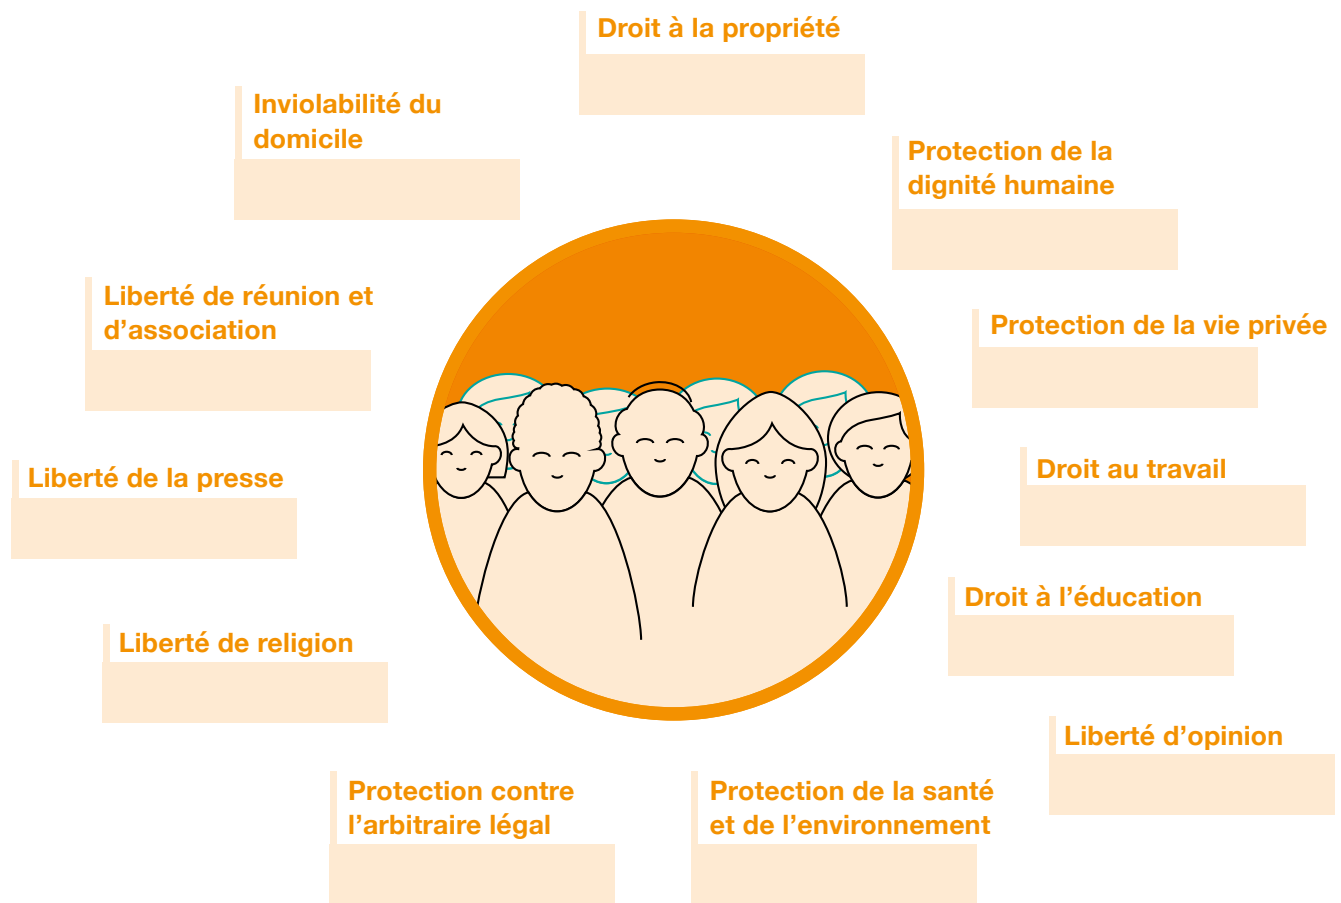 Droit à la propriété
Inviolabilité du
domicile
Protection de la
dignité humaine
Liberté de réunion et
d’association
Protection de la vie privée
Liberté de la presse
Droit au travail
Droit à l’éducation
Liberté de religion
Liberté d’opinion
Protection contre
l’arbitraire légal
Protection de la santé
et de l’environnement